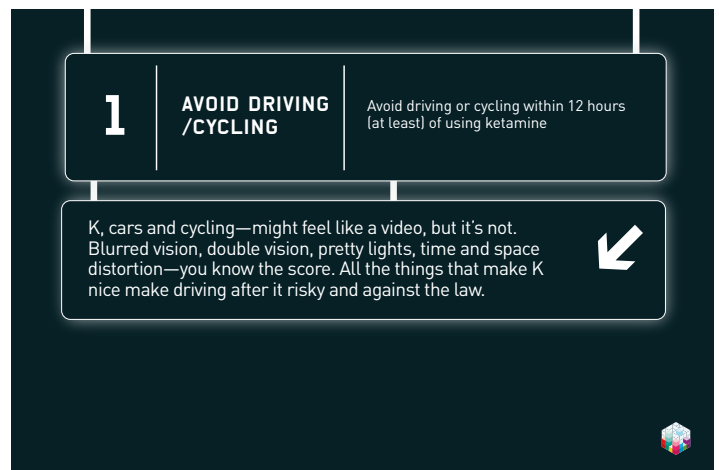 1
AVOID DRIVING
/CYCLING
Avoid driving or cycling within 12 hours
(at least) of using ketamine
K, cars and cycling—might feel like a video, but it's not.
Blurred vision, double vision, pretty lights, time and space
distortion—you know the score. All the things that make K
nice make driving after it risky and against the law.